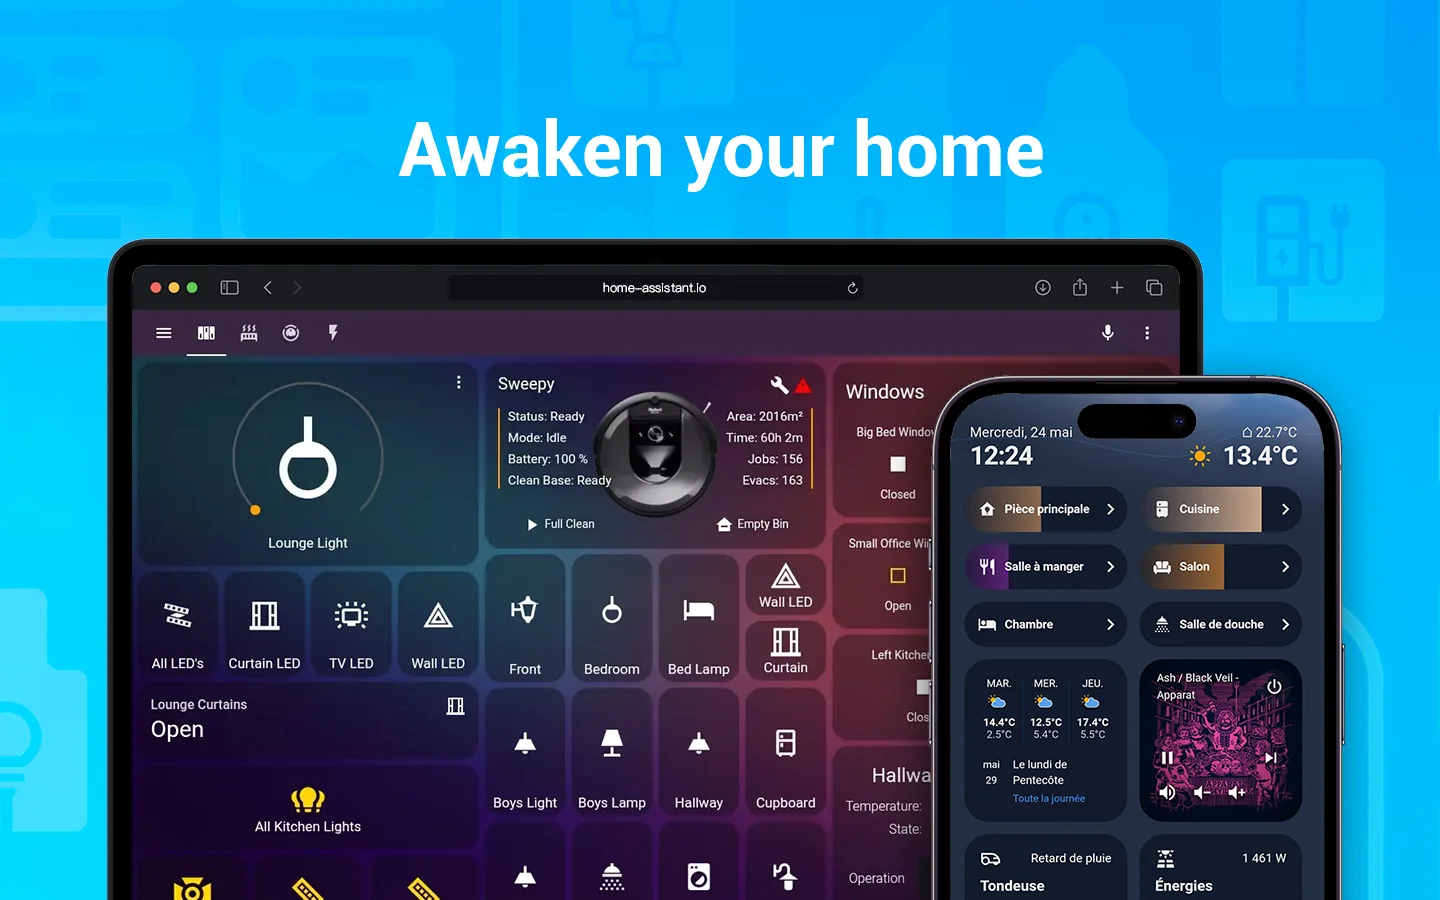 Awaken your home
home-assistant.io
Lounge Light
All LED's
Curtain LED
TV LED
Wall LED
Lounge Curtains
Open
All Kitchen Lights
Sweepy
Status: Ready
Mode: Idle
Battery: 100 %
Clean Base: Ready
Area: 2016m²
Time: 60h 2m
Jobs: 156
Evacs: 163
Full Clean
Empty Bin
Front
Bedroom
Bed Lamp
Wall LED
Curtain
Boys Light
Boys Lamp
Hallway
Cupboard
Windows
Big Bed Windo
Closed
Small Office Wi
Open
Left Kitche
Clos
Hallwa
Temperature:
State:
Operation
Mercredi, 24 mai
12:24
22.7°C
13.4°C
Pièce principale
Cuisine
Salle à manger
Salon
Chambre
Salle de douche
MAR. MER. JEU.
14.4°C 12.5°C 17.4°C
2.5°C 5.4°C 5.5°C
mai
29
Le lundi de
Pentecôte
Toute la journée
Ash / Black Veil -
Apparat
APPARAT
Retard de pluie
Tondeuse
1 461 W
Énergies